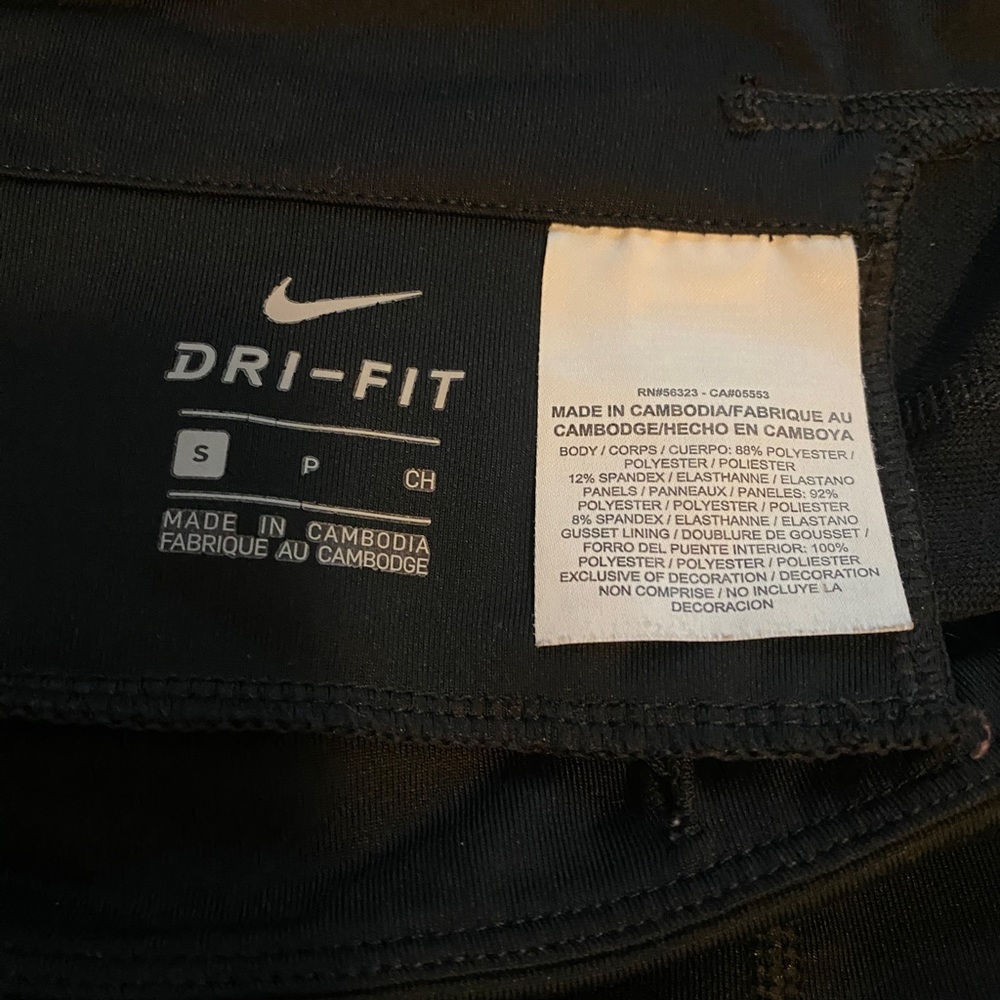 DRI-FIT
S P CH
MADE IN CAMBODIA
FABRIQUE AU CAMBODGE
RN#56323 - CA#05553
MADE IN CAMBODIA/FABRIQUE AU
CAMBODGE/HECHO EN CAMBOYA
BODY / CORPS / CUERPO: 88% POLYESTER /
POLYESTER / POLIESTER
12% SPANDEX / ELASTHANNE / ELASTANO
PANELS / PANNEAUX / PANELES: 92%
POLYESTER / POLYESTER / POLIESTER
8% SPANDEX / ELASTHANNE / ELASTANO
GUSSET LINING / DOUBLURE DE GOUSSET /
FORRO DEL PUENTE INTERIOR: 100%
POLYESTER / POLYESTER / POLIESTER
EXCLUSIVE OF DECORATION / DECORATION
NON COMPRISE / NO INCLUYE LA
DECORACION